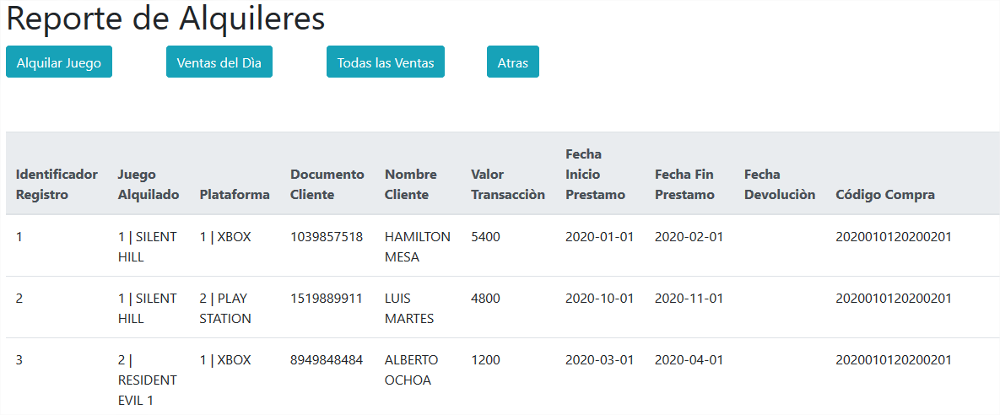 Reporte de Alquileres
Alquilar Juego Ventas del Dìa Todas las Ventas Atras
Identificador Registro Juego Alquilado Plataforma Documento Cliente Nombre Cliente Valor Transacciòn Fecha Inicio Prestamo Fecha Fin Prestamo Fecha Devoluciòn Código Compra
1 1 | SILENT HILL 1 | XBOX 1039857518 HAMILTON MESA 5400 2020-01-01 2020-02-01 2020010120200201
2 1 | SILENT HILL 2 | PLAY STATION 1519889911 LUIS MARTES 4800 2020-10-01 2020-11-01 2020010120200201
3 2 | RESIDENT EVIL 1 1 | XBOX 8949848484 ALBERTO OCHOA 1200 2020-03-01 2020-04-01 2020010120200201